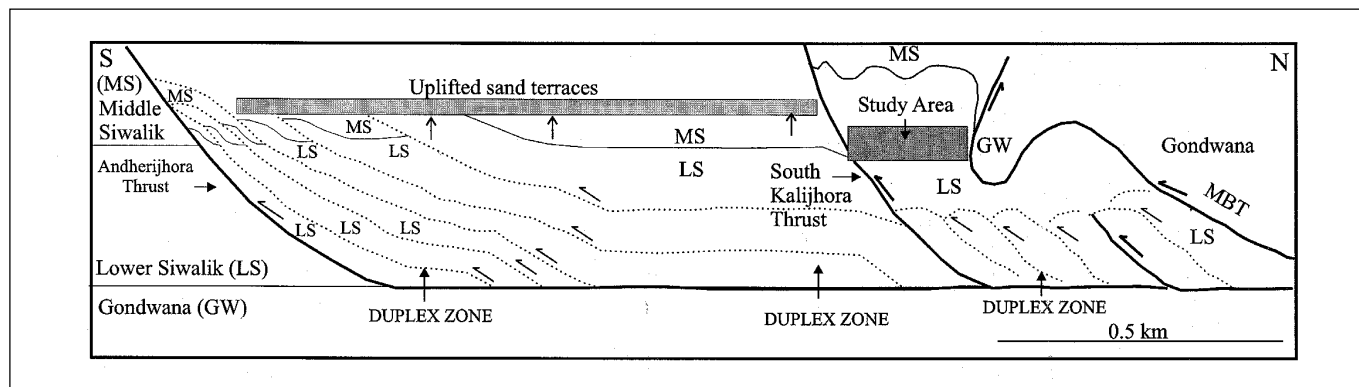 S
N
(MS)
Middle
Siwalik
MS
Uplifted sand terraces
MS
Study Area
MS
MS
LS
LS
LS
GW
Gondwana
Andherijhora
Thrust
South
Kalijhora
Thrust
LS
MBT
LS
LS
LS
LS
Lower Siwalik (LS)
Gondwana (GW)
DUPLEX ZONE
DUPLEX ZONE
DUPLEX ZONE
0.5 km